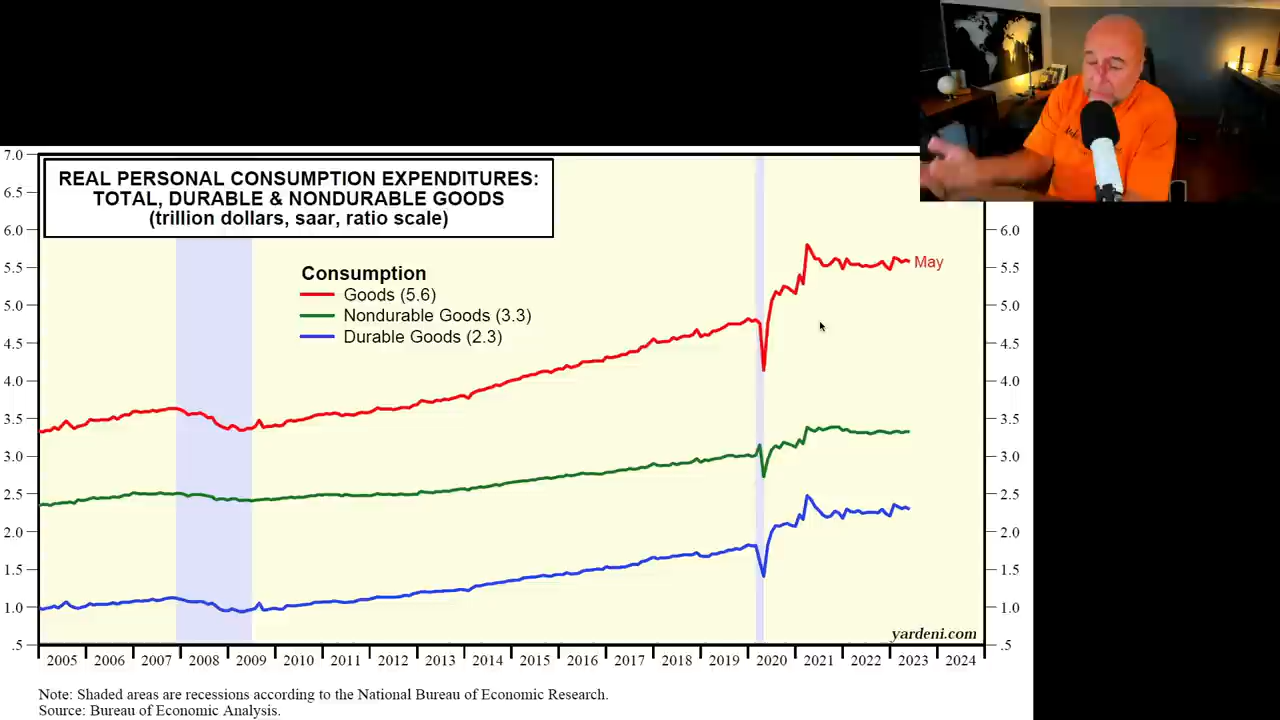 REAL PERSONAL CONSUMPTION EXPENDITURES:
TOTAL, DURABLE & NONDURABLE GOODS
(trillion dollars, saar, ratio scale)
Consumption
Goods (5.6)
Nondurable Goods (3.3)
Durable Goods (2.3)
May
7.0
6.5
6.0
5.5
5.0
4.5
4.0
3.5
3.0
2.5
2.0
1.5
1.0
.5
6.0
5.5
5.0
4.5
4.0
3.5
3.0
2.5
2.0
1.5
1.0
.5
yardeni.com
2005 2006 2007 2008 2009 2010 2011 2012 2013 2014 2015 2016 2017 2018 2019 2020 2021 2022 2023 2024
Note: Shaded areas are recessions according to the National Bureau of Economic Research.
Source: Bureau of Economic Analysis.